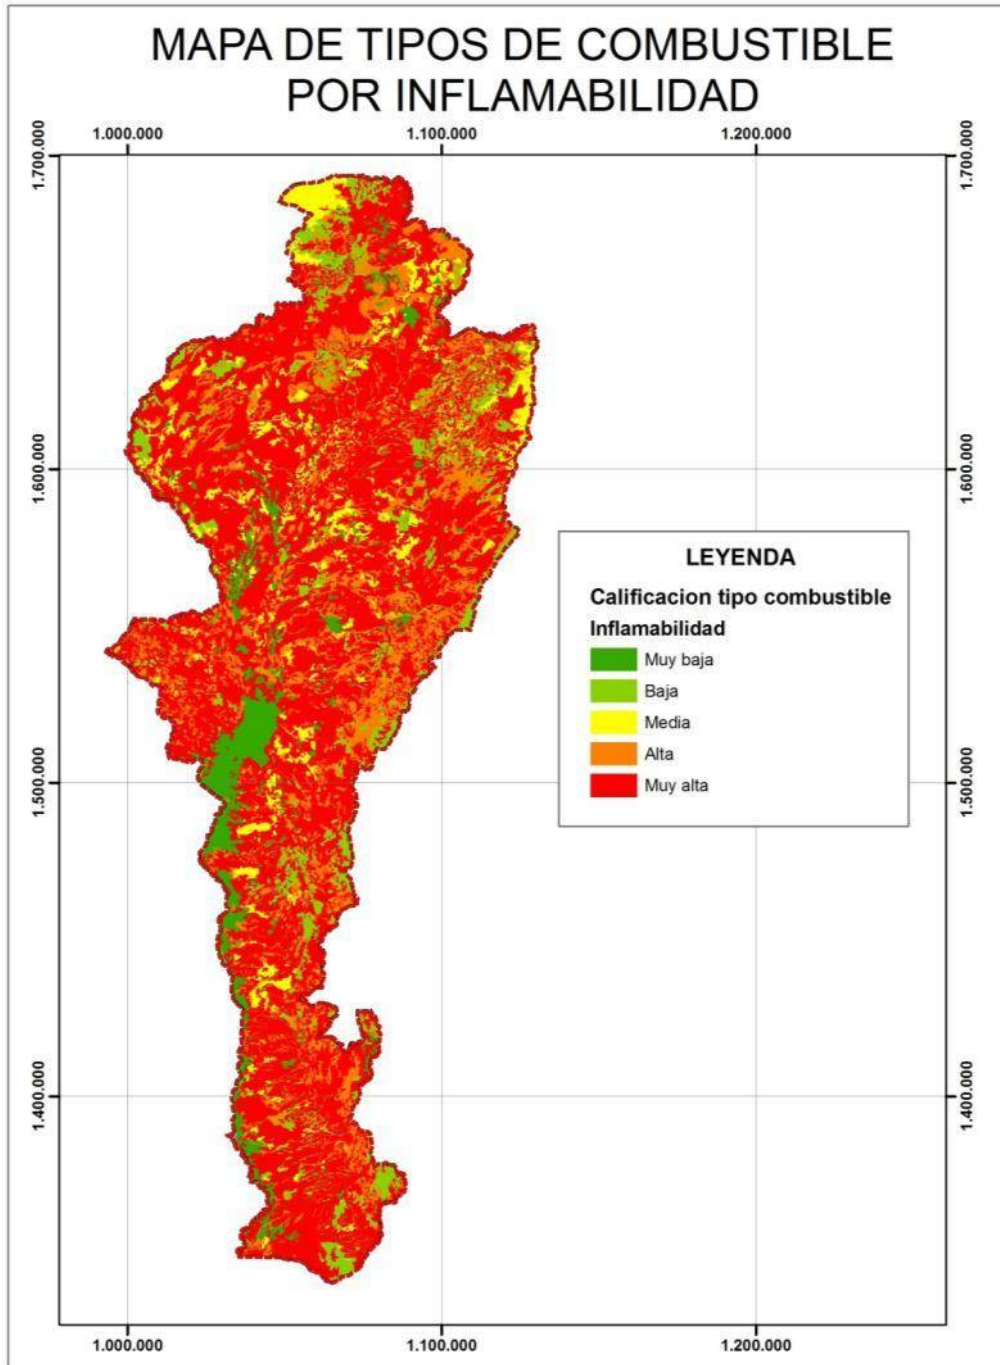 MAPA DE TIPOS DE COMBUSTIBLE
POR INFLAMABILIDAD
1.000.000
1.100.000
1.200.000
1.700.000
1.700.000
1.600.000
1.600.000
LEYENDA
Calificacion tipo combustible
Inflamabilidad
Muy baja
Baja
Media
Alta
Muy alta
1.500.000
1.500.000
1.400.000
1.400.000
1.000.000
1.100.000
1.200.000